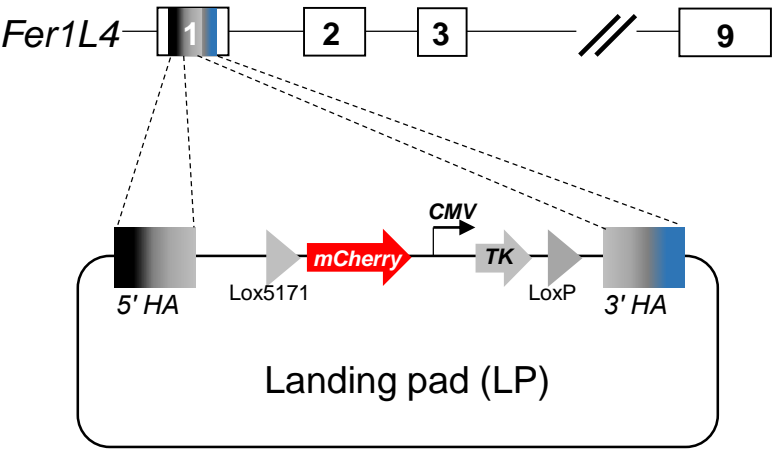 Fer1L4 1 2 3 9
CMV
mCherry TK
Lox5171 LoxP
5' HA 3' HA
Landing pad (LP)